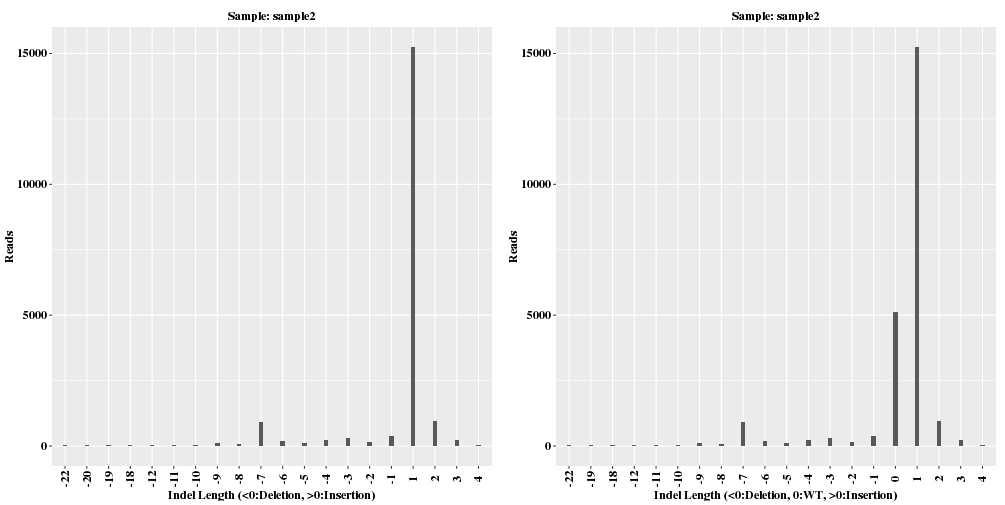 Sample: sample2
15000
10000
5000
0
Reads
-22 -20 -19 -18 -12 -11 -10 -9 -8 -7 -6 -5 -4 -3 -2 -1 1 2 3 4
Indel Length (<0:Deletion, >0:Insertion)
Sample: sample2
15000
10000
5000
0
Reads
-22 -19 -18 -12 -11 -10 -9 -8 -7 -6 -5 -4 -3 -2 -1 0 1 2 3 4
Indel Length (<0:Deletion, 0:WT, >0:Insertion)